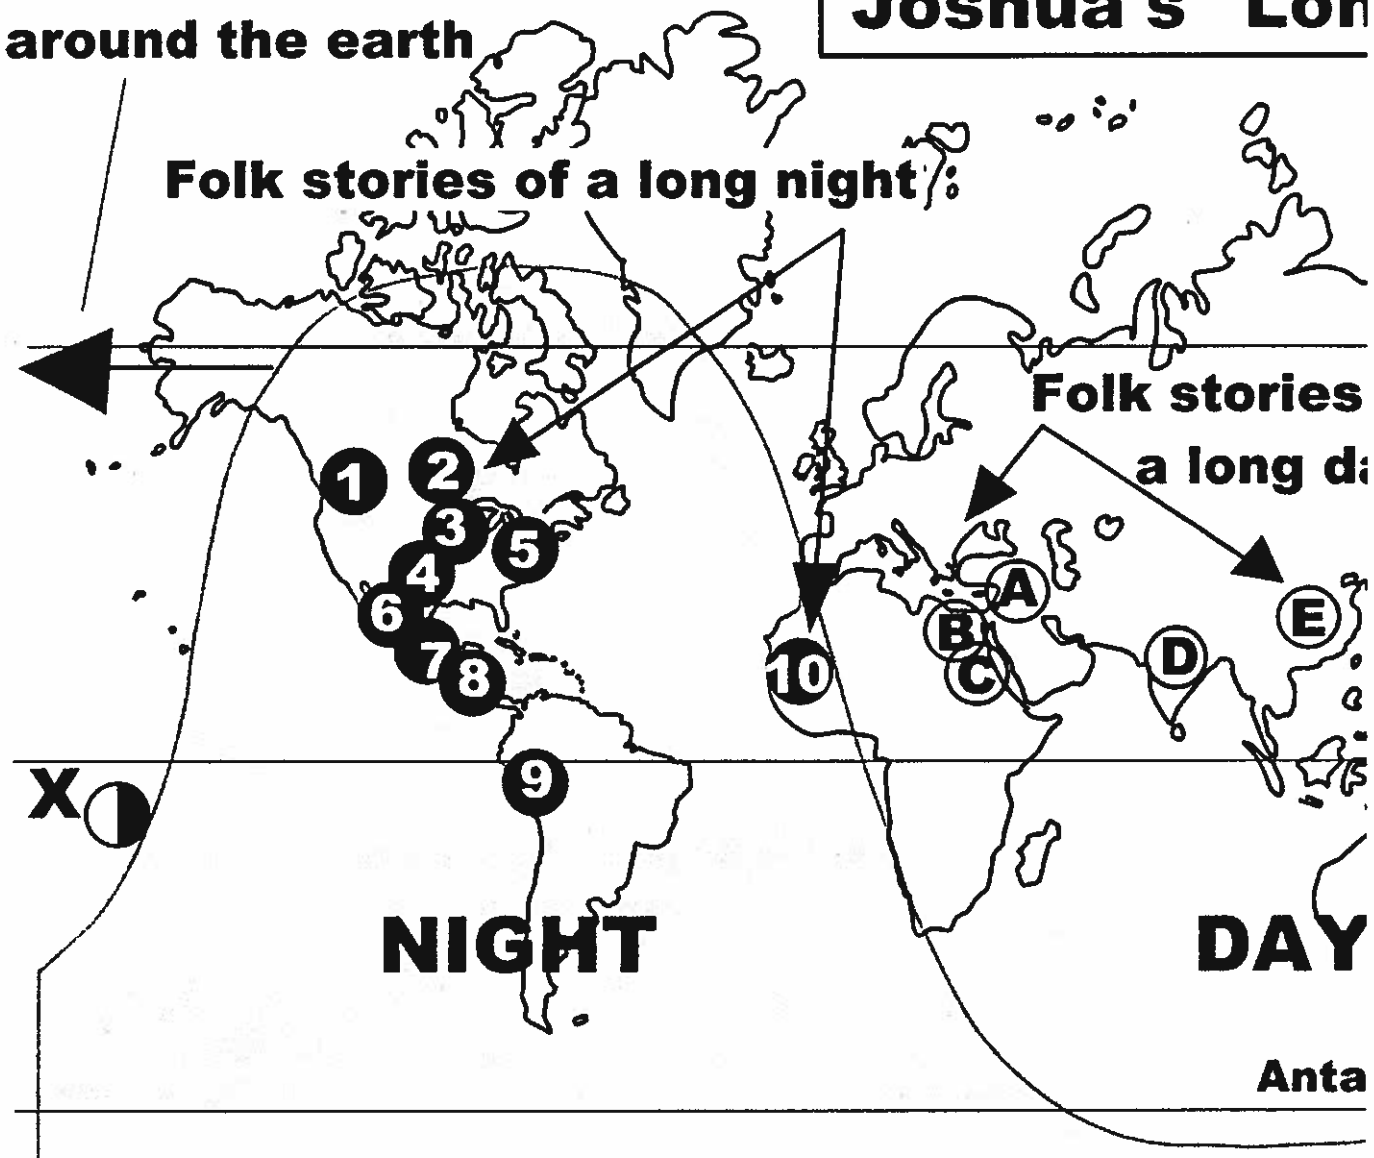 Joshua's Lon
around the earth
Folk stories of a long night
Folk stories
a long da
1
2
3
5
4
6
7
8
A
B
C
D
E
10
9
X
NIGHT
DAY
Anta